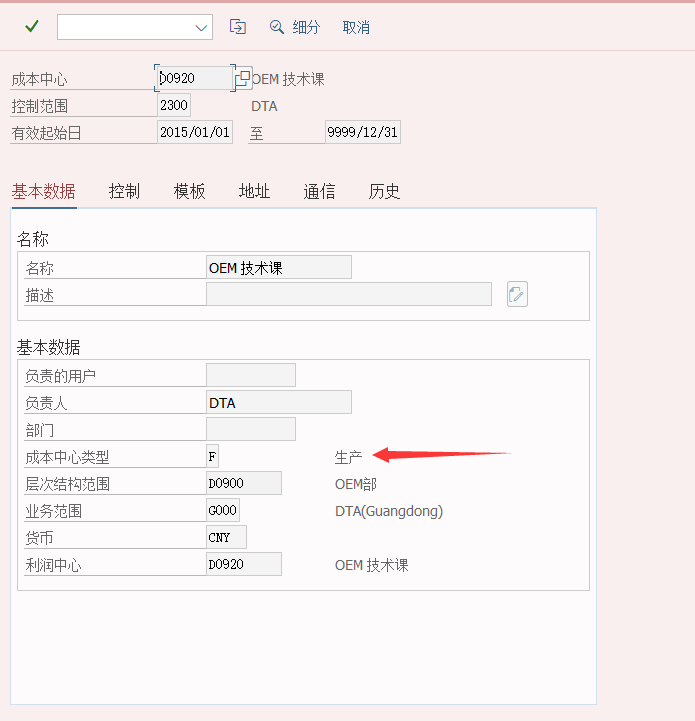 细分 取消
成本中心 D0920 OEM 技术课
控制范围 2300 DTA
有效起始日 2015/01/01 至 9999/12/31
基本数据 控制 模板 地址 通信 历史
名称
名称 OEM 技术课
描述
基本数据
负责的用户
负责人 DTA
部门
成本中心类型 F 生产
层次结构范围 D0900 OEM部
业务范围 G000 DTA(Guangdong)
货币 CNY
利润中心 D0920 OEM 技术课